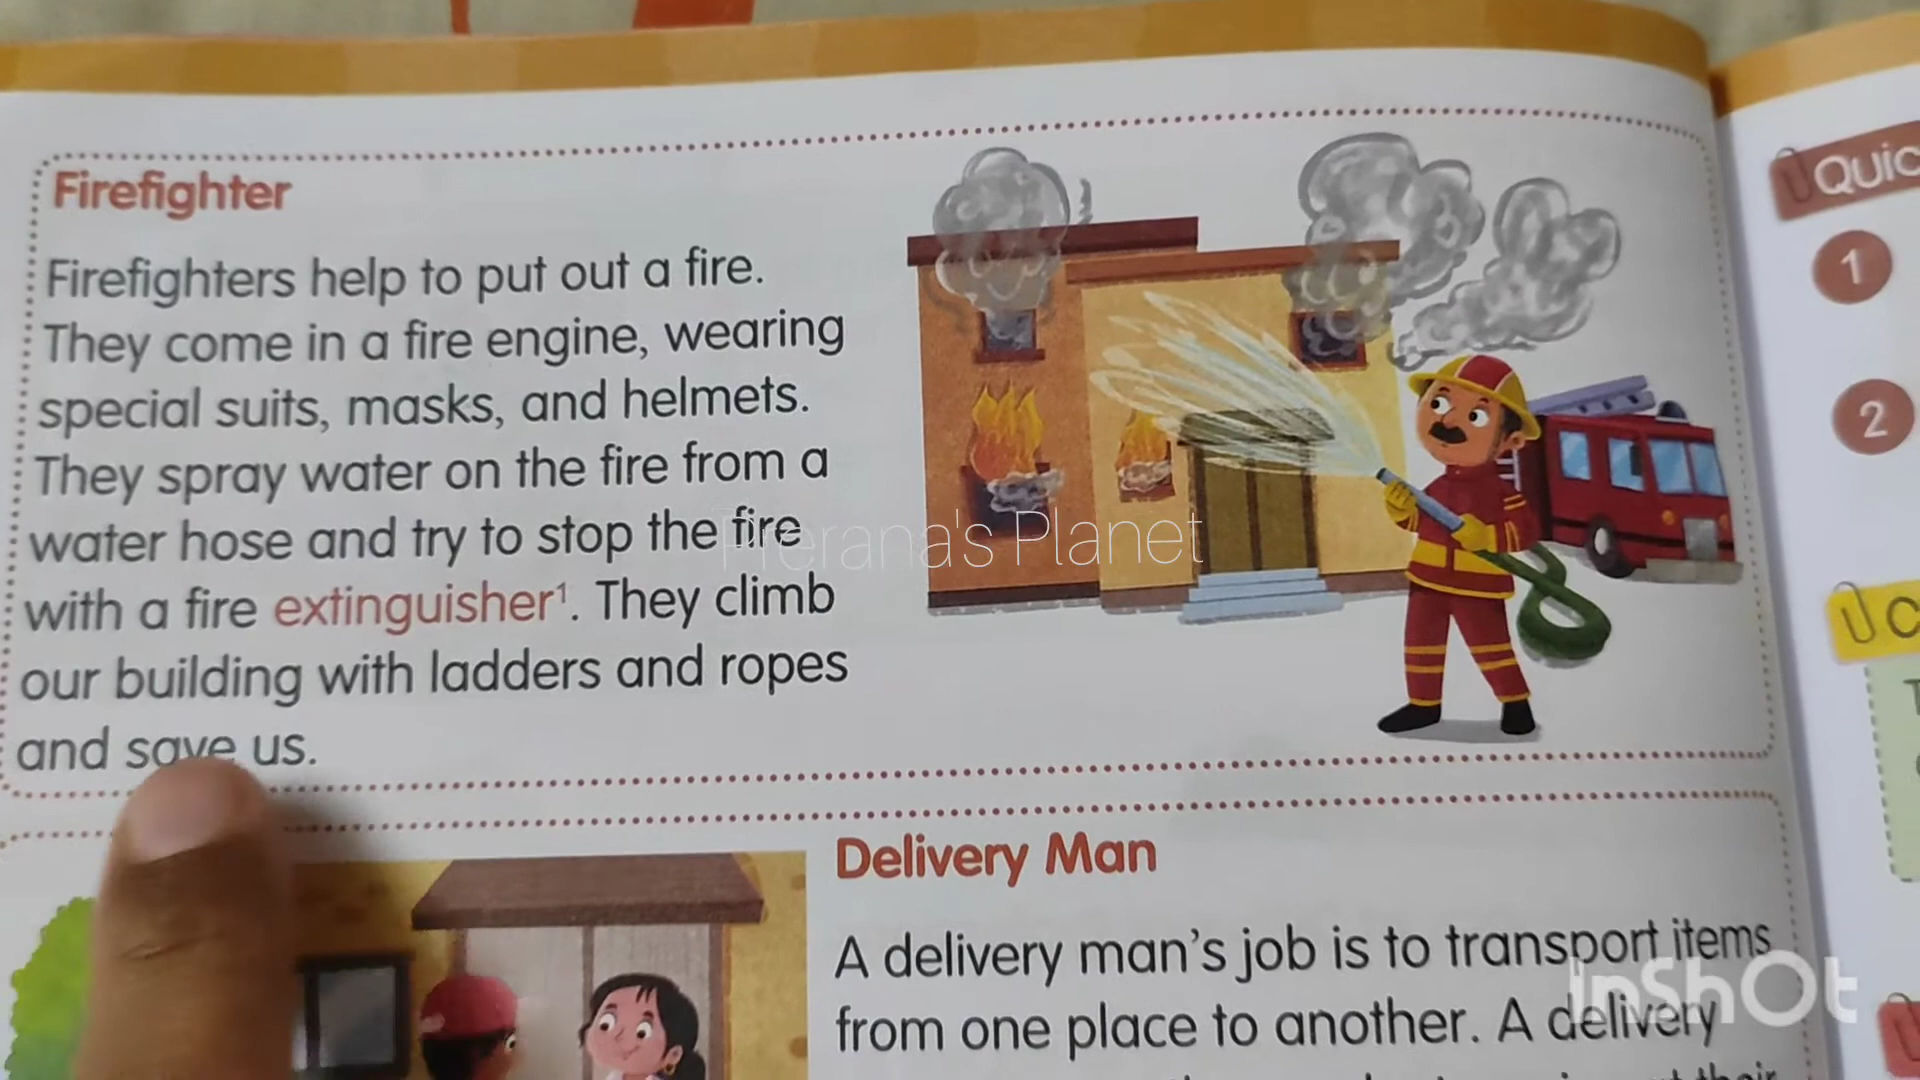 Firefighter
Firefighters help to put out a fire.
They come in a fire engine, wearing
special suits, masks, and helmets.
They spray water on the fire from a
water hose and try to stop the fire
with a fire extinguisher¹. They climb
our building with ladders and ropes
and save us.
Prerana's Planet
Delivery Man
A delivery man's job is to transport items
from one place to another. A delivery
InShOt
1
2